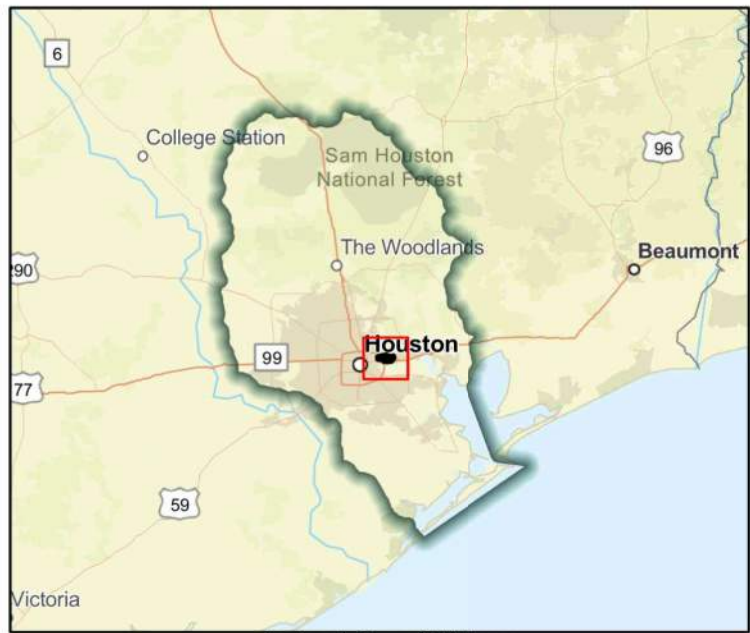 6
College Station
Sam Houston
National Forest
96
The Woodlands
Beaumont
290
Houston
99
77
59
Victoria